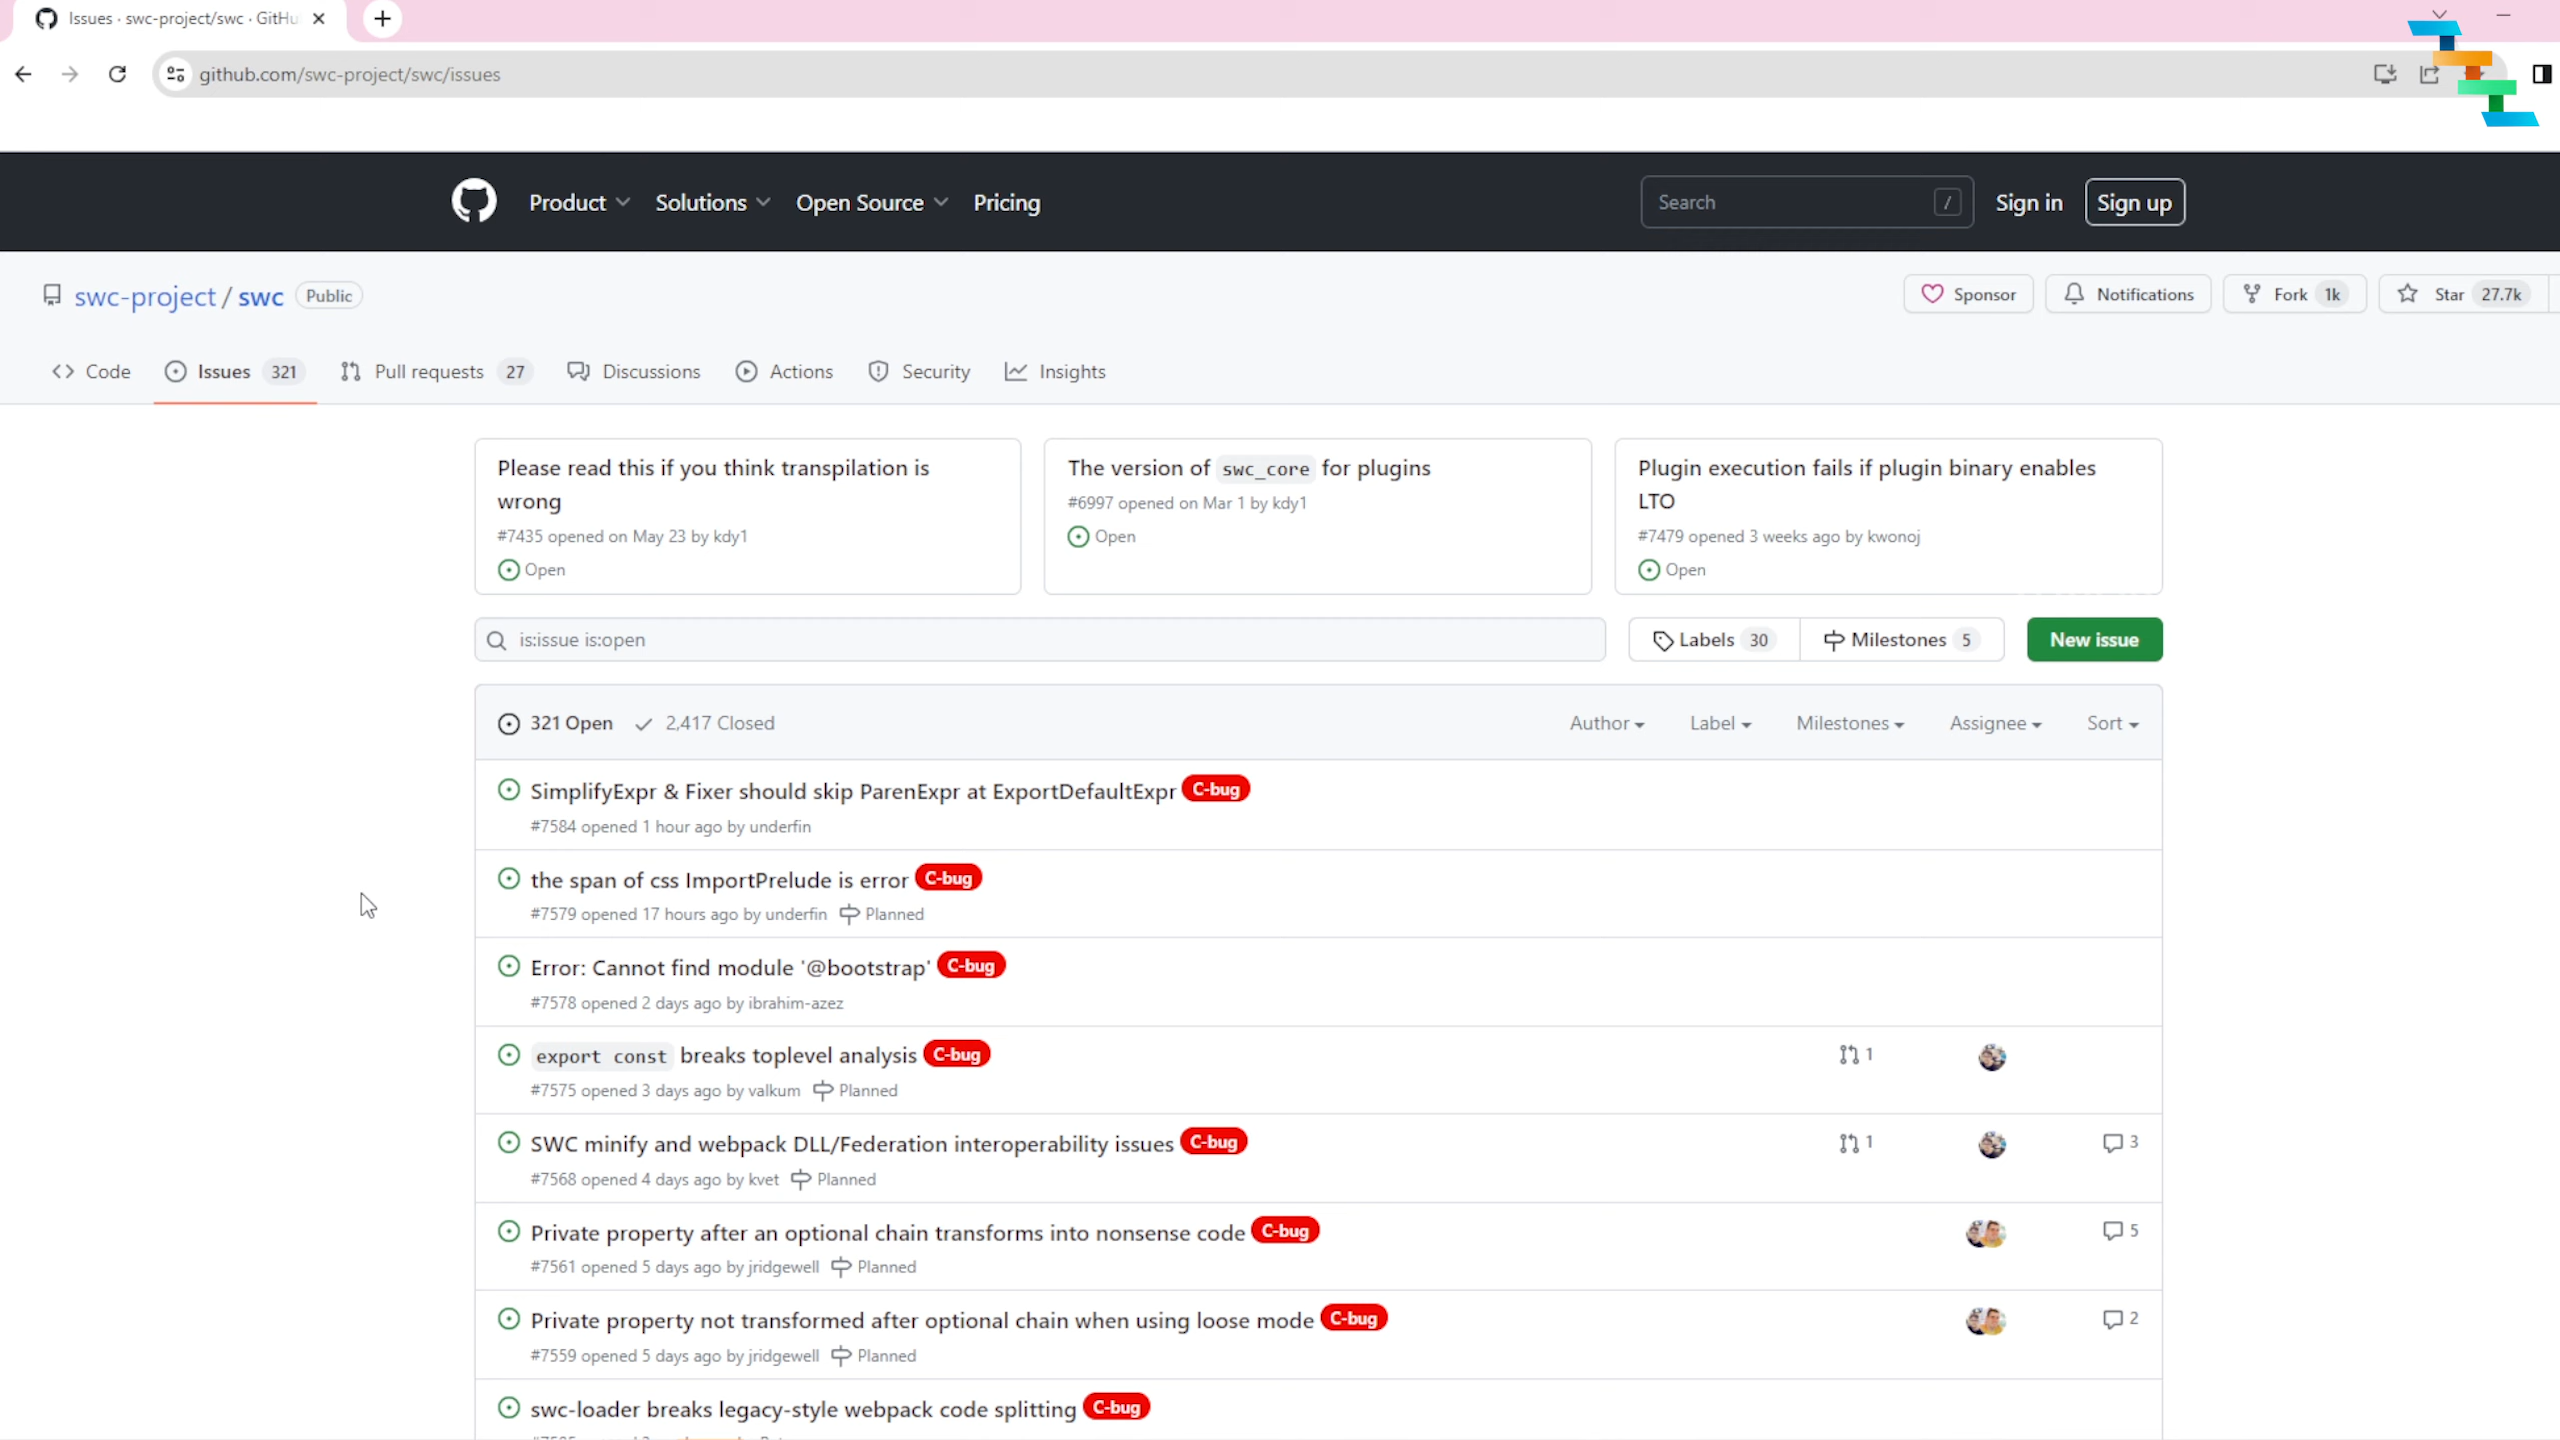 Issues · swc-project/swc · GitHu
github.com/swc-project/swc/issues
Product Solutions Open Source Pricing Search / Sign in Sign up
swc-project / swc Public Sponsor Notifications Fork 1k Star 27.7k
Code Issues 321 Pull requests 27 Discussions Actions Security Insights
Please read this if you think transpilation is
wrong
#7435 opened on May 23 by kdy1
Open
The version of swc_core for plugins
#6997 opened on Mar 1 by kdy1
Open
Plugin execution fails if plugin binary enables
LTO
#7479 opened 3 weeks ago by kwonoj
Open
is:issue is:open Labels 30 Milestones 5 New issue
321 Open 2,417 Closed Author Label Milestones Assignee Sort
SimplifyExpr & Fixer should skip ParenExpr at ExportDefaultExpr C-bug
#7584 opened 1 hour ago by underfin
the span of css ImportPrelude is error C-bug
#7579 opened 17 hours ago by underfin Planned
Error: Cannot find module '@bootstrap' C-bug
#7578 opened 2 days ago by ibrahim-azez
export const breaks toplevel analysis C-bug 1
#7575 opened 3 days ago by valkum Planned
SWC minify and webpack DLL/Federation interoperability issues C-bug 1 3
#7568 opened 4 days ago by kvet Planned
Private property after an optional chain transforms into nonsense code C-bug 5
#7561 opened 5 days ago by jridgewell Planned
Private property not transformed after optional chain when using loose mode C-bug 2
#7559 opened 5 days ago by jridgewell Planned
swc-loader breaks legacy-style webpack code splitting C-bug